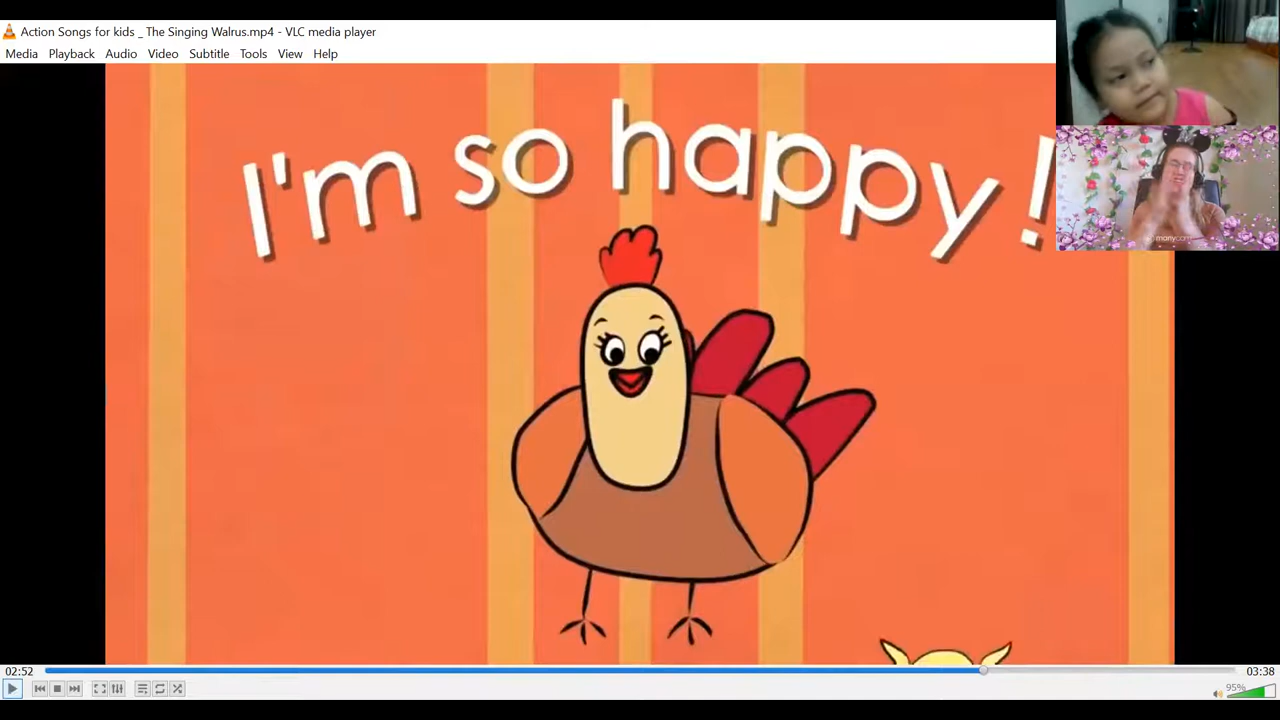 Action Songs for kids _ The Singing Walrus.mp4 - VLC media player
Media Playback Audio Video Subtitle Tools View Help
I'm so happy!
manycam
02:52
03:38
95%